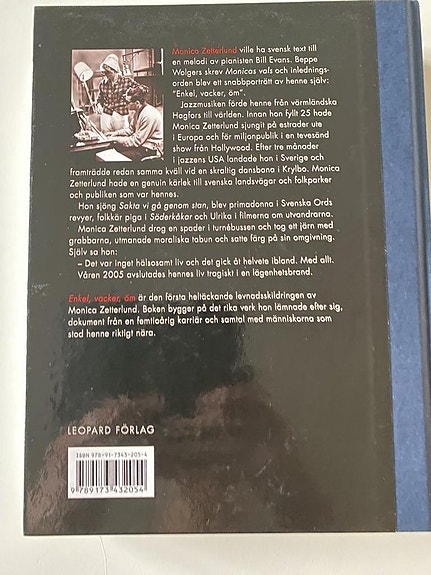 Monica Zetterlund ville ha svensk text till
en melodi av pianisten Bill Evans. Beppe
Wolgers skrev Monicas vals och inlednings-
orden blev ett snabbporträtt av henne själv:
"Enkel, vacker, öm".
Jazzmusiken förde henne från värmländska
Hagfors till världen. Innan hon fyllt 25 hade
Monica Zetterlund sjungit på estrader ute
i Europa och för miljonpublik i en tevesänd
show från Hollywood. Efter tre månader
i jazzens USA landade hon i Sverige och
framträdde redan samma kväll vid en skraltig dansbana i Krylbo. Monica
Zetterlund hade en genuin kärlek till svenska landsvägar och folkparker
och publiken som var hennes.
Hon sjöng Sakta vi gå genom stan, blev primadonna i Svenska Ords
revyer, folkkär piga i Söderkåkar och Ulrika i filmerna om utvandrarna.
Monica Zetterlund drog en spader i turnébussen och tog ett järn med
grabbarna, utmanade moraliska tabun och satte färg på sin omgivning.
Själv sa hon:
– Det var inget hälsosamt liv och det gick åt helvete ibland. Med allt.
Våren 2005 avslutades hennes liv tragiskt i en lägenhetsbrand.
Enkel, vacker, öm är den första heltäckande levnadsskildringen av
Monica Zetterlund. Boken bygger på det rika verk hon lämnade efter sig,
dokument från en femtioårig karriär och samtal med människorna som
stod henne riktigt nära.
LEOPARD FÖRLAG
ISBN 978-91-7343-205-4
9 789173 432054